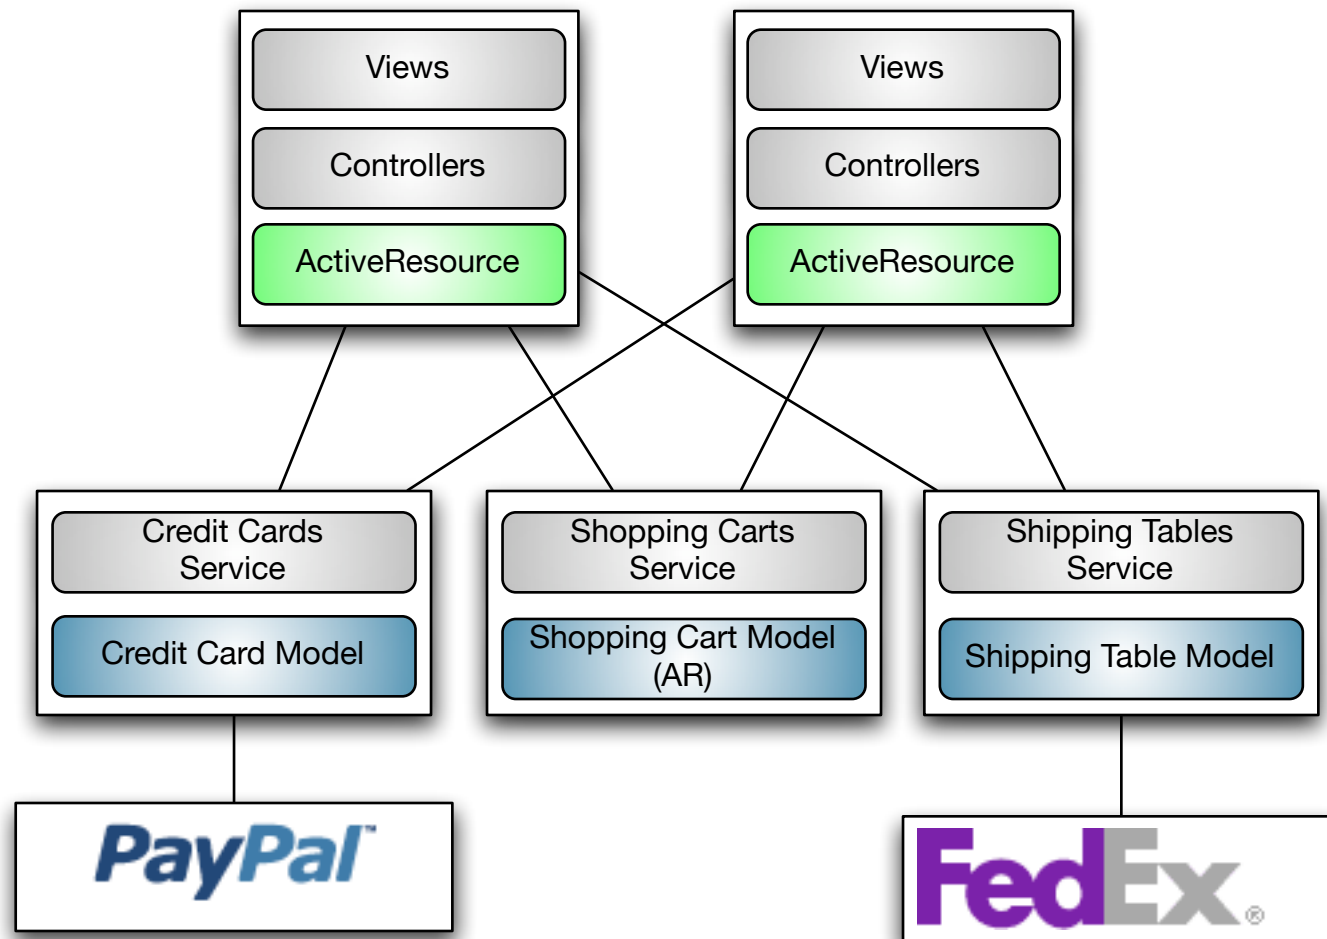 Views
Views
Controllers
Controllers
ActiveResource
ActiveResource
Credit Cards
Service
Shopping Carts
Service
Shipping Tables
Service
Credit Card Model
Shopping Cart Model
(AR)
Shipping Table Model
PayPal™
FedEx®